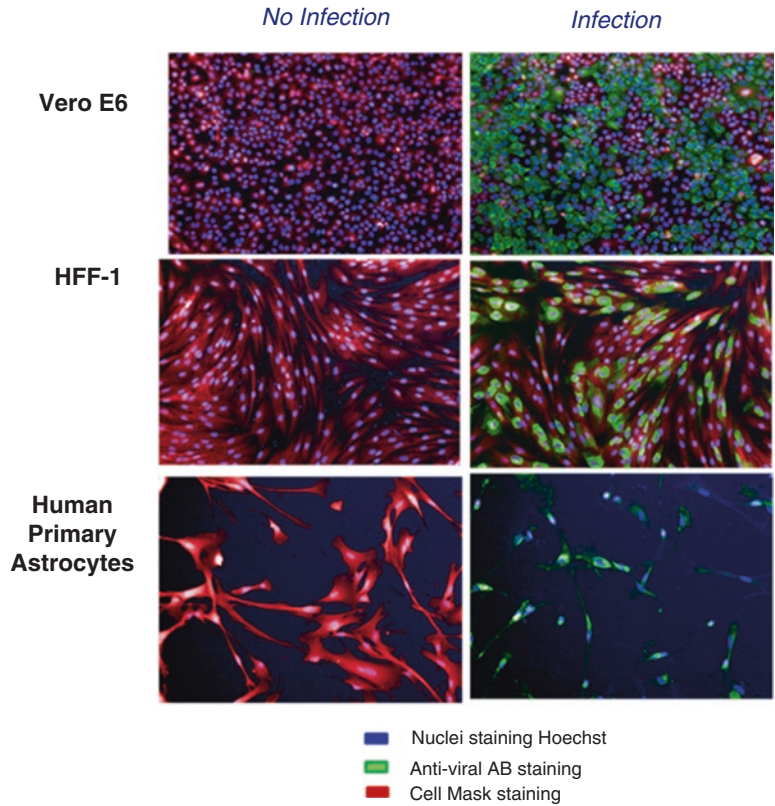 No Infection
Infection
Vero E6
HFF-1
Human
Primary
Astrocytes
Nuclei staining Hoechst
Anti-viral AB staining
Cell Mask staining